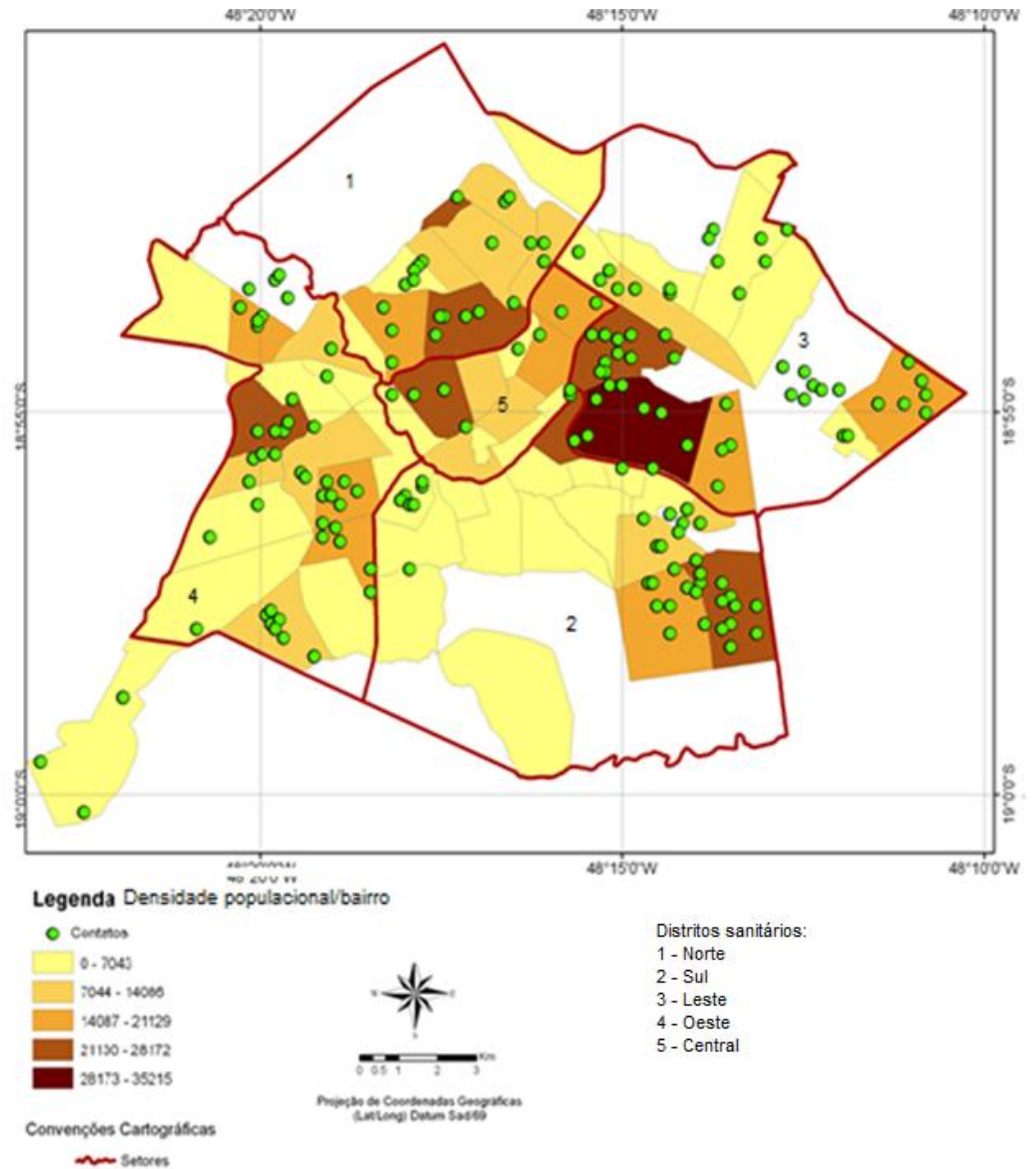 48°20'0"W 48°15'0"W 48°10'0"W
1
3
18°55'0"S 18°55'0"S
5
4
2
19°0'0"S 19°0'0"S
48°20'0"W 48°15'0"W 48°10'0"W
Legenda Densidade populacional/bairro
Contatos
0 - 7043
7044 - 14086
14087 - 21129
21130 - 28172
28173 - 35215
Convenções Cartográficas
Setores
N E
S
Km
0 0.5 1 2 3
Projeção de Coordenadas Geográficas
(Lat/Long) Datum Sad/69
Distritos sanitários:
1 - Norte
2 - Sul
3 - Leste
4 - Oeste
5 - Central